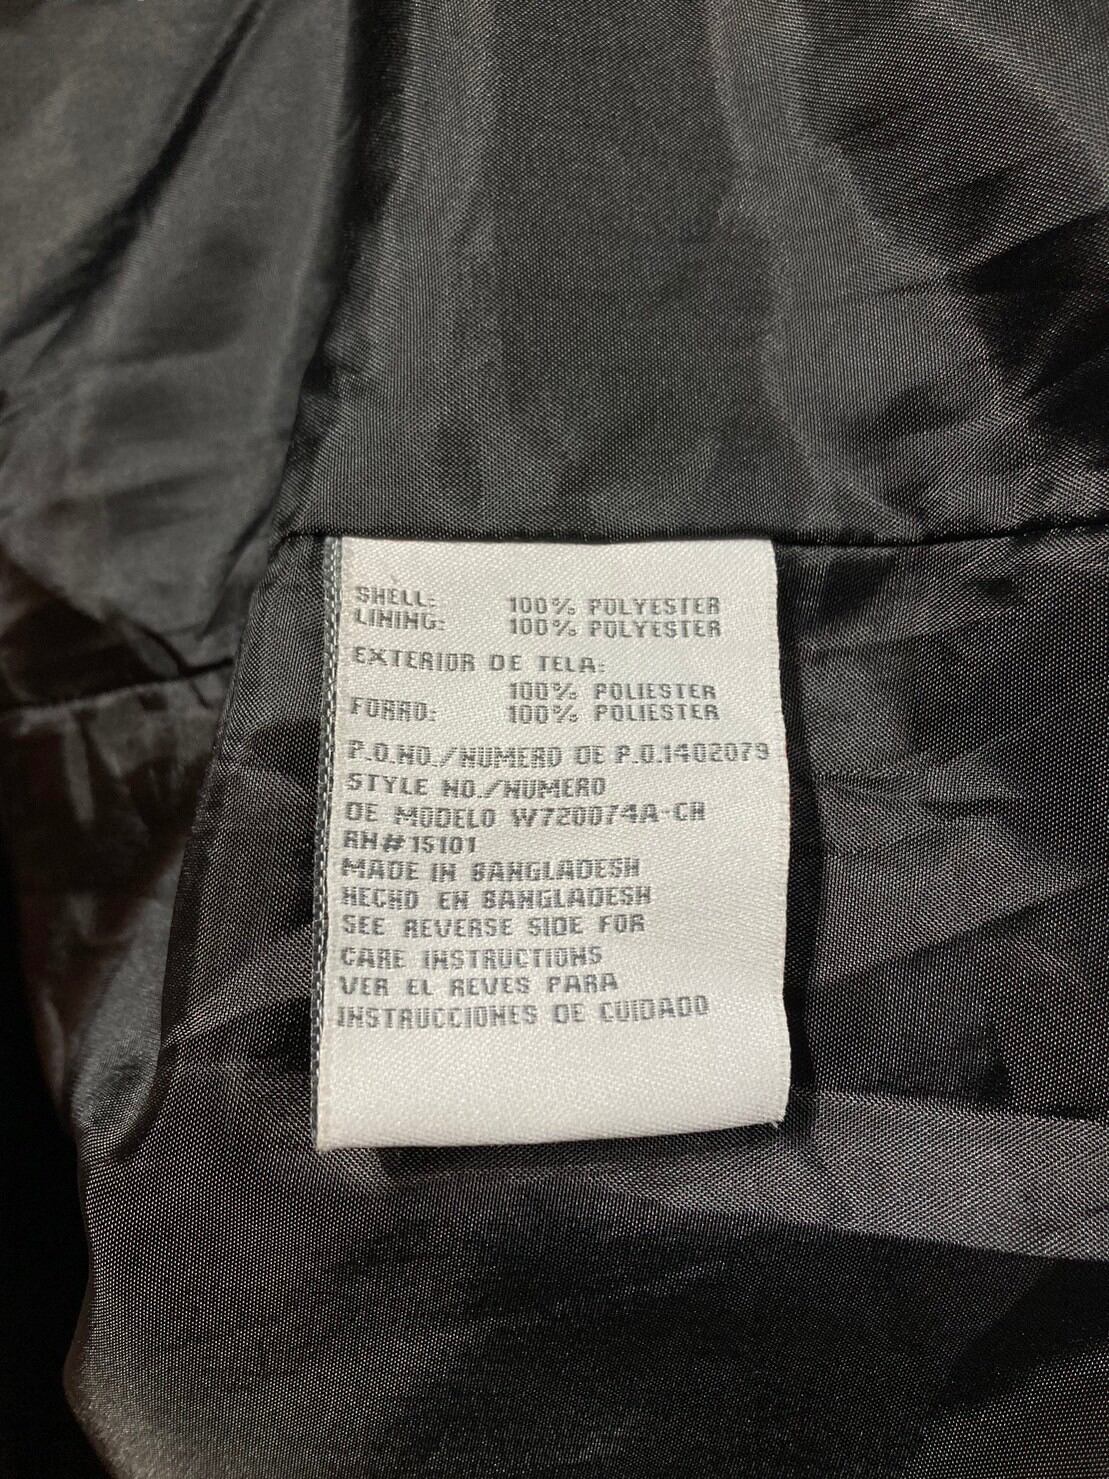 SHELL: 100% POLYESTER
LINING: 100% POLYESTER
EXTERIOR DE TELA:
100% POLIESTER
FORRO: 100% POLIESTER
P.O.NO./NUMERO DE P.O.1402079
STYLE NO./NUMERO
DE MODELO W720074A-CH
RN#15101
MADE IN BANGLADESH
HECHO EN BANGLADESH
SEE REVERSE SIDE FOR
CARE INSTRUCTIONS
VER EL REVES PARA
INSTRUCCIONES DE CUIDADO